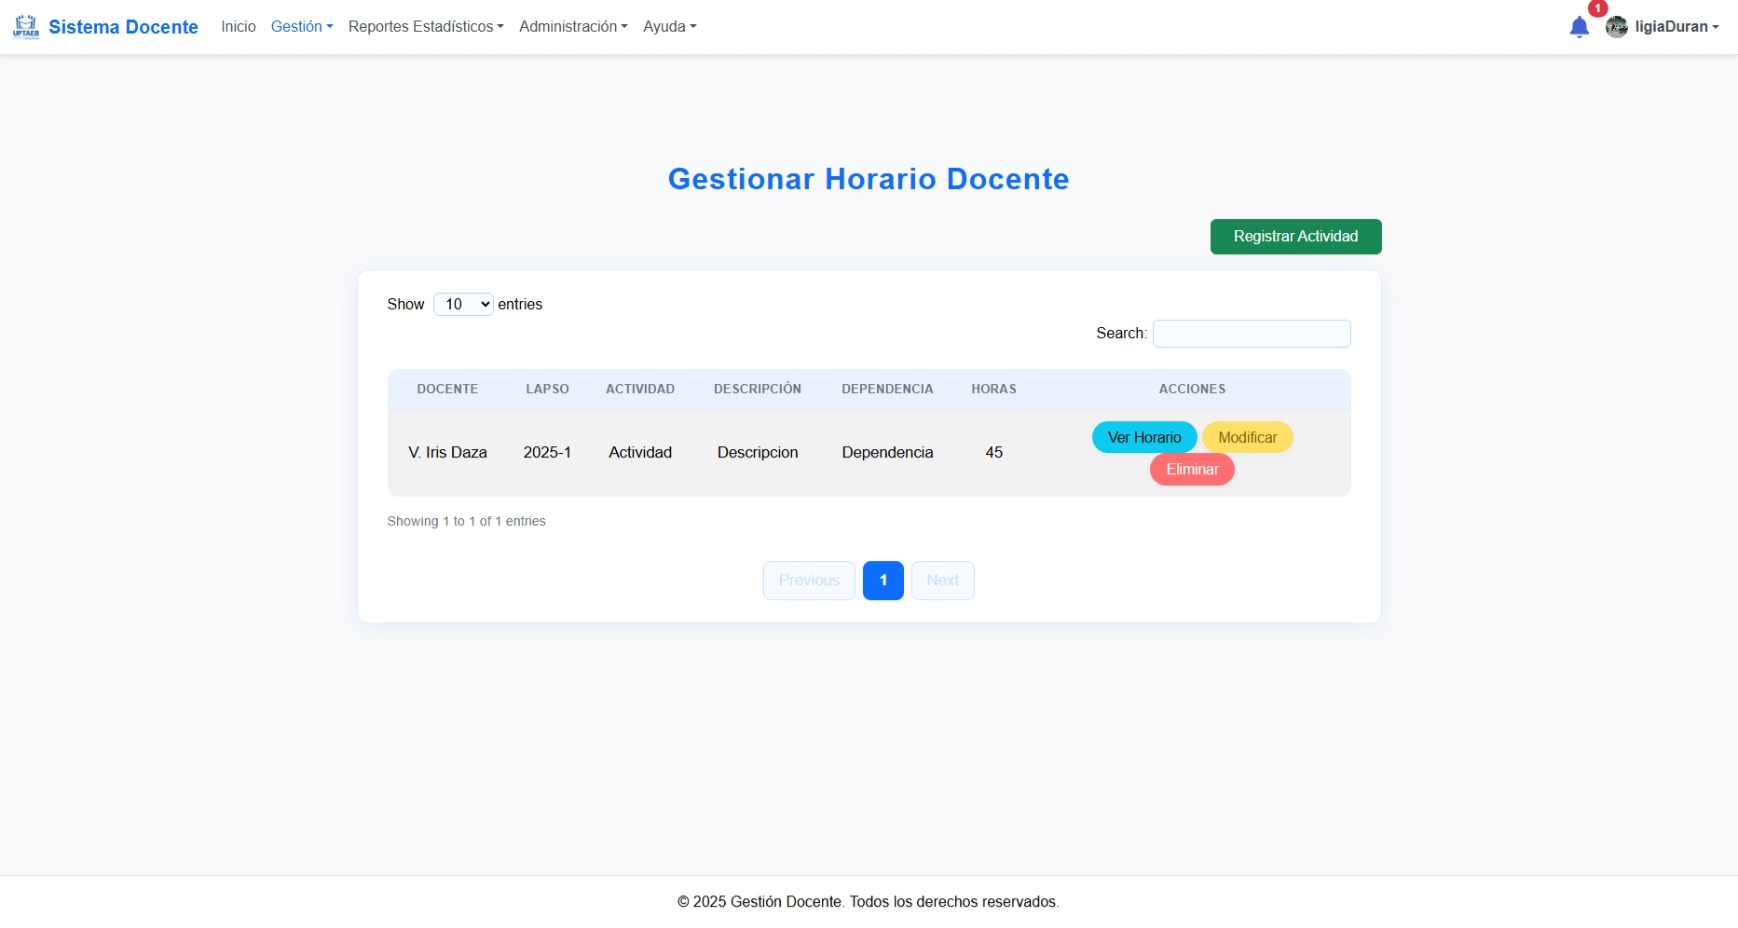 UPTAEB Sistema Docente Inicio Gestión Reportes Estadísticos Administración Ayuda 1 ligiaDuran
Gestionar Horario Docente
Registrar Actividad
Show 10 entries
Search:
DOCENTE LAPSO ACTIVIDAD DESCRIPCIÓN DEPENDENCIA HORAS ACCIONES
V. Iris Daza 2025-1 Actividad Descripcion Dependencia 45 Ver Horario Modificar
Eliminar
Showing 1 to 1 of 1 entries
Previous 1 Next
© 2025 Gestión Docente. Todos los derechos reservados.